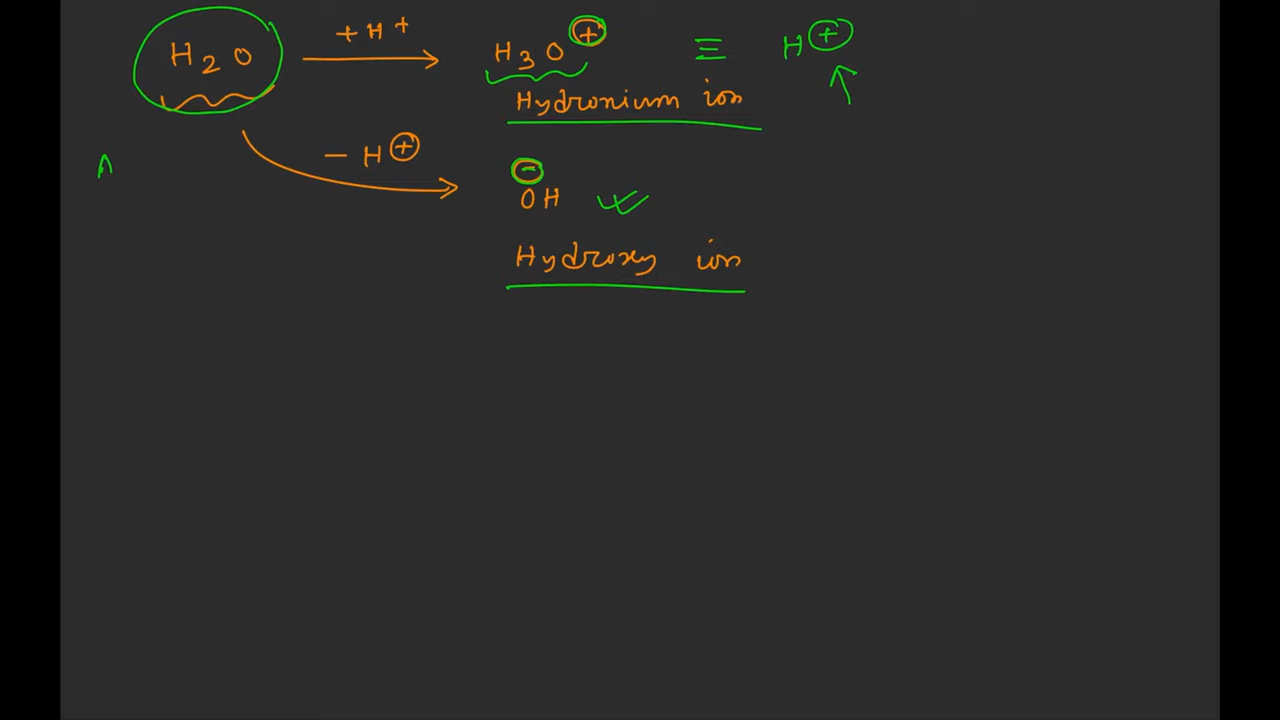 H2O +H+ → H3O⊕ ≡ H⊕
Hydronium ion
− H⊕
A
⊖
OH
Hydroxy ion